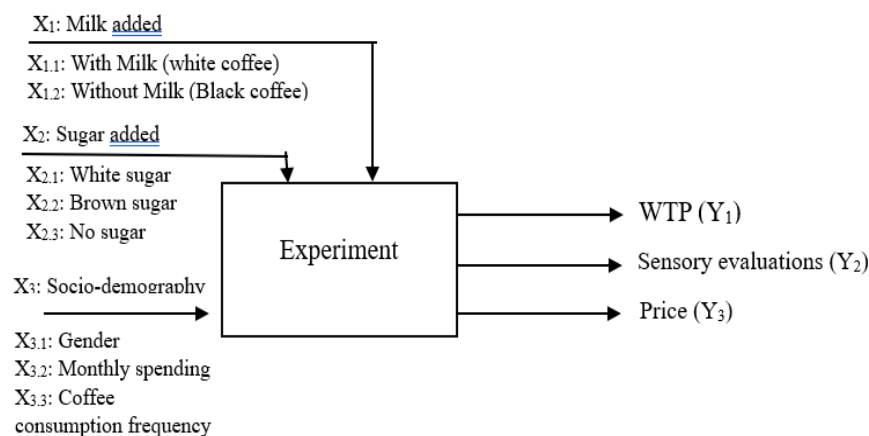 X1: Milk added
X1.1: With Milk (white coffee)
X1.2: Without Milk (Black coffee)
X2: Sugar added
X2.1: White sugar
X2.2: Brown sugar
X2.3: No sugar
X3: Socio-demography
X3.1: Gender
X3.2: Monthly spending
X3.3: Coffee
consumption frequency
Experiment
WTP (Y1)
Sensory evaluations (Y2)
Price (Y3)